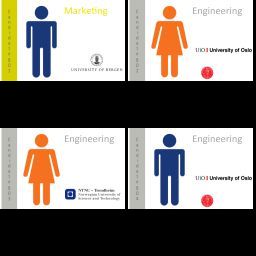 Marketing
UNIVERSITY OF BERGEN
Engineering
UiO University of Oslo
Engineering
NTNU – Trondheim
Norwegian University of
Science and Technology
Engineering
UiO University of Oslo